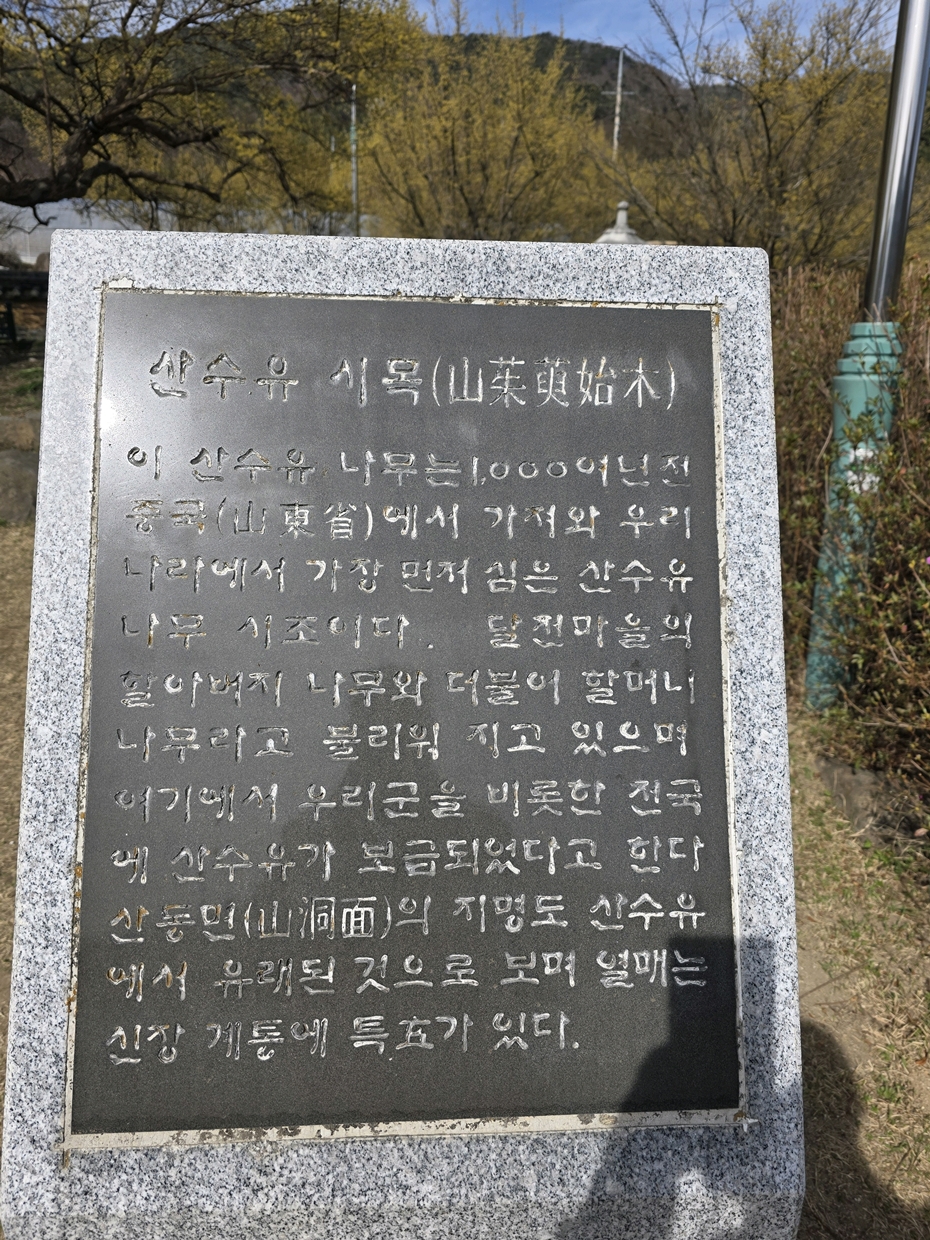 산수유 시목(山茱萸始木)
이 산수유 나무는1,000여년전
중국(山東省)에서 가져와 우리
나라에서 가장 먼저 심은 산수유
나무 시조이다. 달전마을의
할아버지 나무와 더불어 할머니
나무라고 불리워 지고 있으며
여기에서 우리군을 비롯한 전국
에 산수유가 보급되었다고 한다
산동면(山洞面)의 지명도 산수유
에서 유래된 것으로 보며 열매는
신장 계통에 특효가 있다.